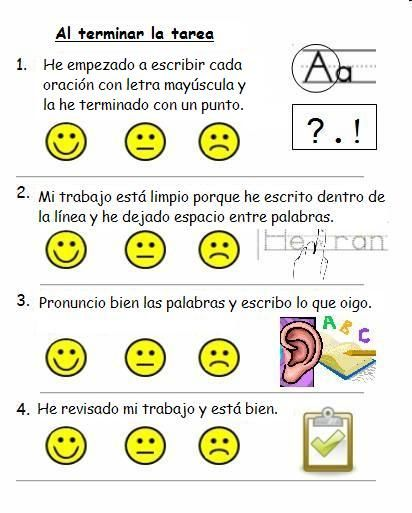 Al terminar la tarea
1. He empezado a escribir cada
oración con letra mayúscula y
la he terminado con un punto.
Aa
? . !
2. Mi trabajo está limpio porque he escrito dentro de
la línea y he dejado espacio entre palabras.
He ran
3. Pronuncio bien las palabras y escribo lo que oigo.
A B C
4. He revisado mi trabajo y está bien.